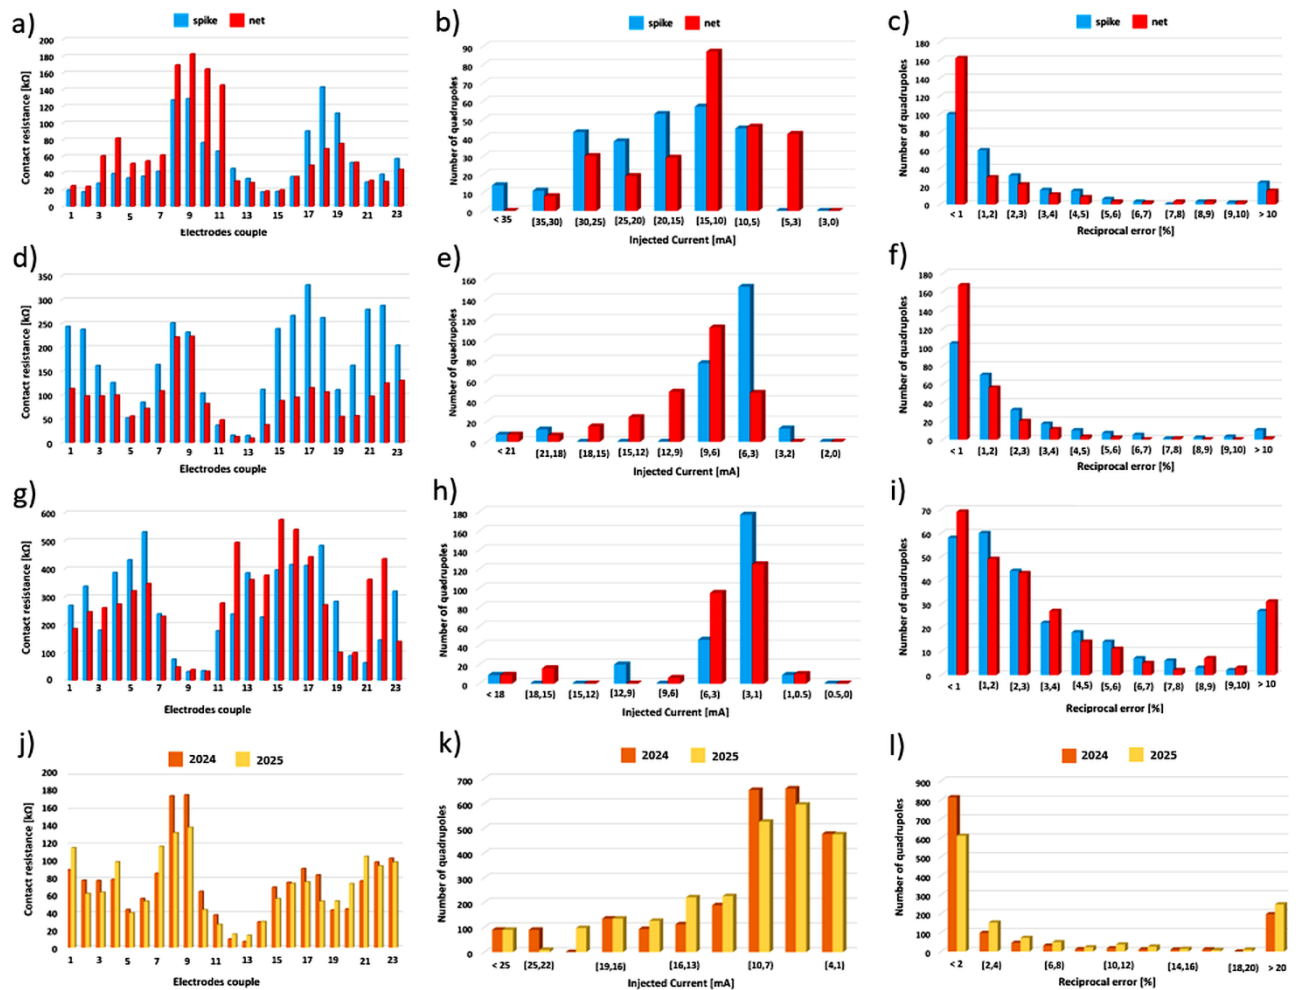 a)
spike net
Contact resistance [kΩ]
200
180
160
140
120
100
80
60
40
20
0
1 3 5 7 9 11 13 15 17 19 21 23
Electrodes couple
b)
spike net
Number of quadrupoles
90
80
70
60
50
40
30
20
10
0
< 35 [35,30) [30,25) [25,20) [20,15) [15,10) [10,5) [5,3) (3,0)
Injected Current [mA]
c)
spike net
Number of quadrupoles
180
160
140
120
100
80
60
40
20
0
< 1 [1,2) [2,3) [3,4) [4,5) [5,6) [6,7) [7,8) [8,9) [9,10) > 10
Reciprocal error [%]
d)
Contact resistance [kΩ]
350
300
250
200
150
100
50
0
1 3 5 7 9 11 13 15 17 19 21 23
Electrodes couple
e)
Number of quadrupoles
160
140
120
100
80
60
40
20
0
< 21 [21,18) [18,15) [15,12) [12,9) [9,6) [6,3) [3,2) [2,0)
Injected Current [mA]
f)
Number of quadrupoles
180
160
140
120
100
80
60
40
20
0
< 1 [1,2) [2,3) [3,4) [4,5) [5,6) [6,7) [7,8) [8,9) [9,10) > 10
Reciprocal error [%]
g)
Contact resistance [kΩ]
600
500
400
300
200
100
0
1 3 5 7 9 11 13 15 17 19 21 23
Electrodes couple
h)
Number of quadrupoles
180
160
140
120
100
80
60
40
20
0
< 18 [18,15) [15,12) [12,9) [9,6) [6,3) [3,1) [1,0.5) [0.5,0)
Injected Current [mA]
i)
Number of quadrupoles
70
60
50
40
30
20
10
0
< 1 [1,2) [2,3) [3,4) [4,5) [5,6) [6,7) [7,8) [8,9) [9,10) > 10
Reciprocal error [%]
j)
2024 2025
Contact resistance [kΩ]
200
180
160
140
120
100
80
60
40
20
0
1 3 5 7 9 11 13 15 17 19 21 23
Electrodes couple
k)
2024 2025
Number of quadrupoles
700
600
500
400
300
200
100
0
< 25 [25,22) [19,16) [16,13) [10,7) [4,1)
Injected Current [mA]
l)
2024 2025
Number of quadrupoles
900
800
700
600
500
400
300
200
100
0
< 2 [2,4) [6,8) [10,12) [14,16) [18,20) > 20
Reciprocal error [%]